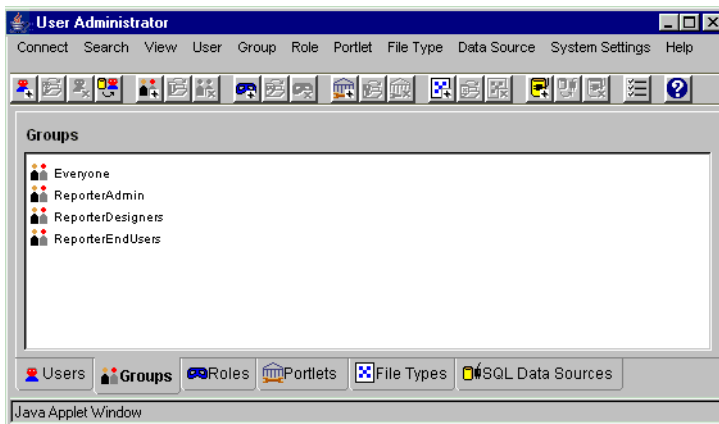 User Administrator
Connect Search View User Group Role Portlet File Type Data Source System Settings Help
Groups
Everyone
ReporterAdmin
ReporterDesigners
ReporterEndUsers
Users Groups Roles Portlets File Types SQL Data Sources
Java Applet Window